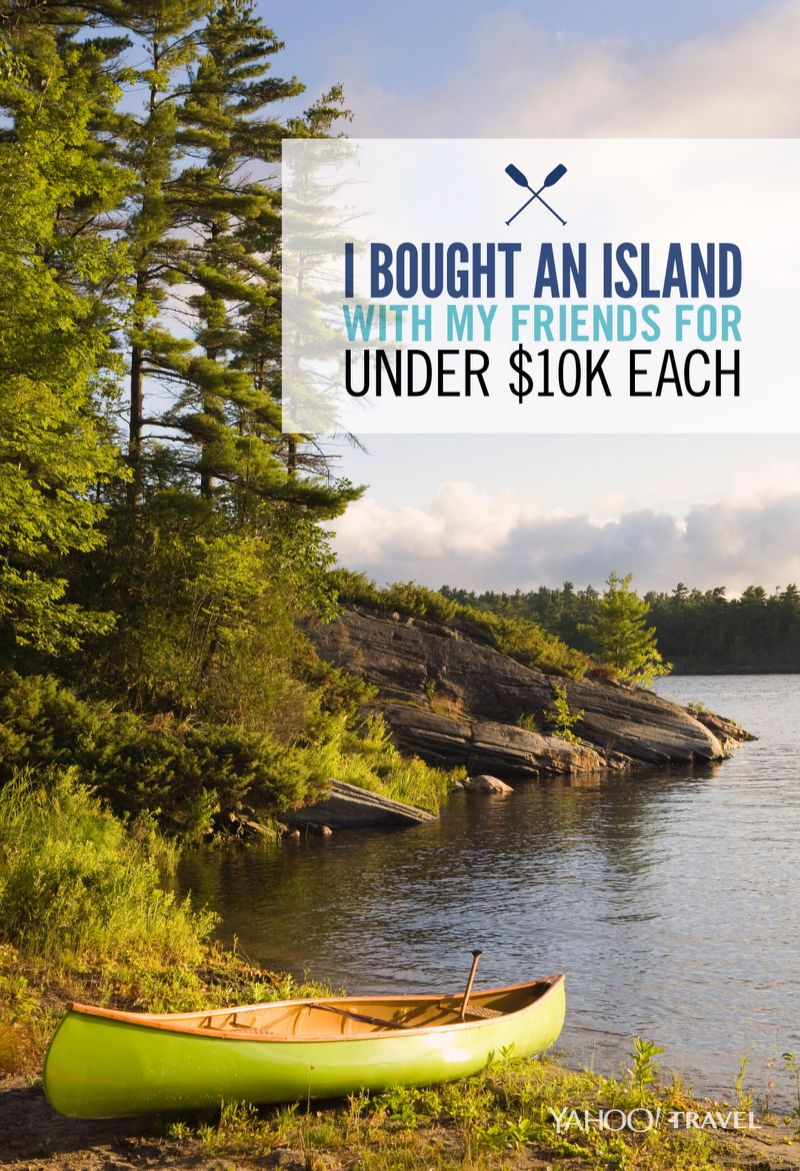 I BOUGHT AN ISLAND
WITH MY FRIENDS FOR
UNDER $10K EACH
YAHOO! TRAVEL